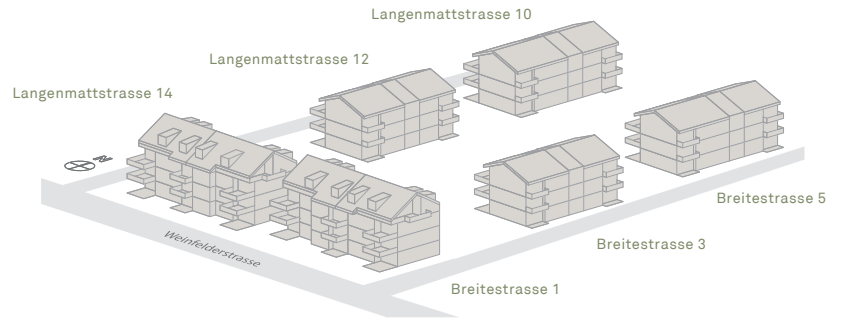 Langenmattstrasse 10
Langenmattstrasse 12
Langenmattstrasse 14
N
Breitestrasse 5
Weinfelderstrasse
Breitestrasse 3
Breitestrasse 1